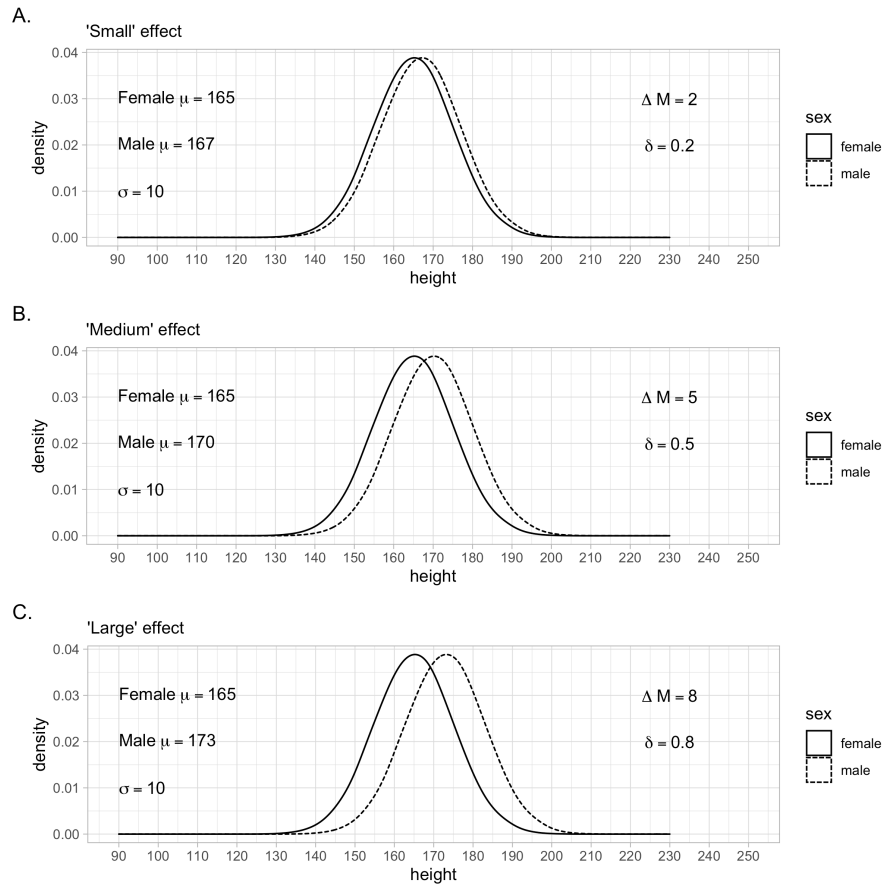 A.
'Small' effect
0.04
0.03
0.02
0.01
0.00
density
Female μ = 165
Male μ = 167
σ = 10
Δ M = 2
δ = 0.2
90 100 110 120 130 140 150 160 170 180 190 200 210 220 230 240 250
height
sex
female
male
B.
'Medium' effect
0.04
0.03
0.02
0.01
0.00
density
Female μ = 165
Male μ = 170
σ = 10
Δ M = 5
δ = 0.5
90 100 110 120 130 140 150 160 170 180 190 200 210 220 230 240 250
height
sex
female
male
C.
'Large' effect
0.04
0.03
0.02
0.01
0.00
density
Female μ = 165
Male μ = 173
σ = 10
Δ M = 8
δ = 0.8
90 100 110 120 130 140 150 160 170 180 190 200 210 220 230 240 250
height
sex
female
male